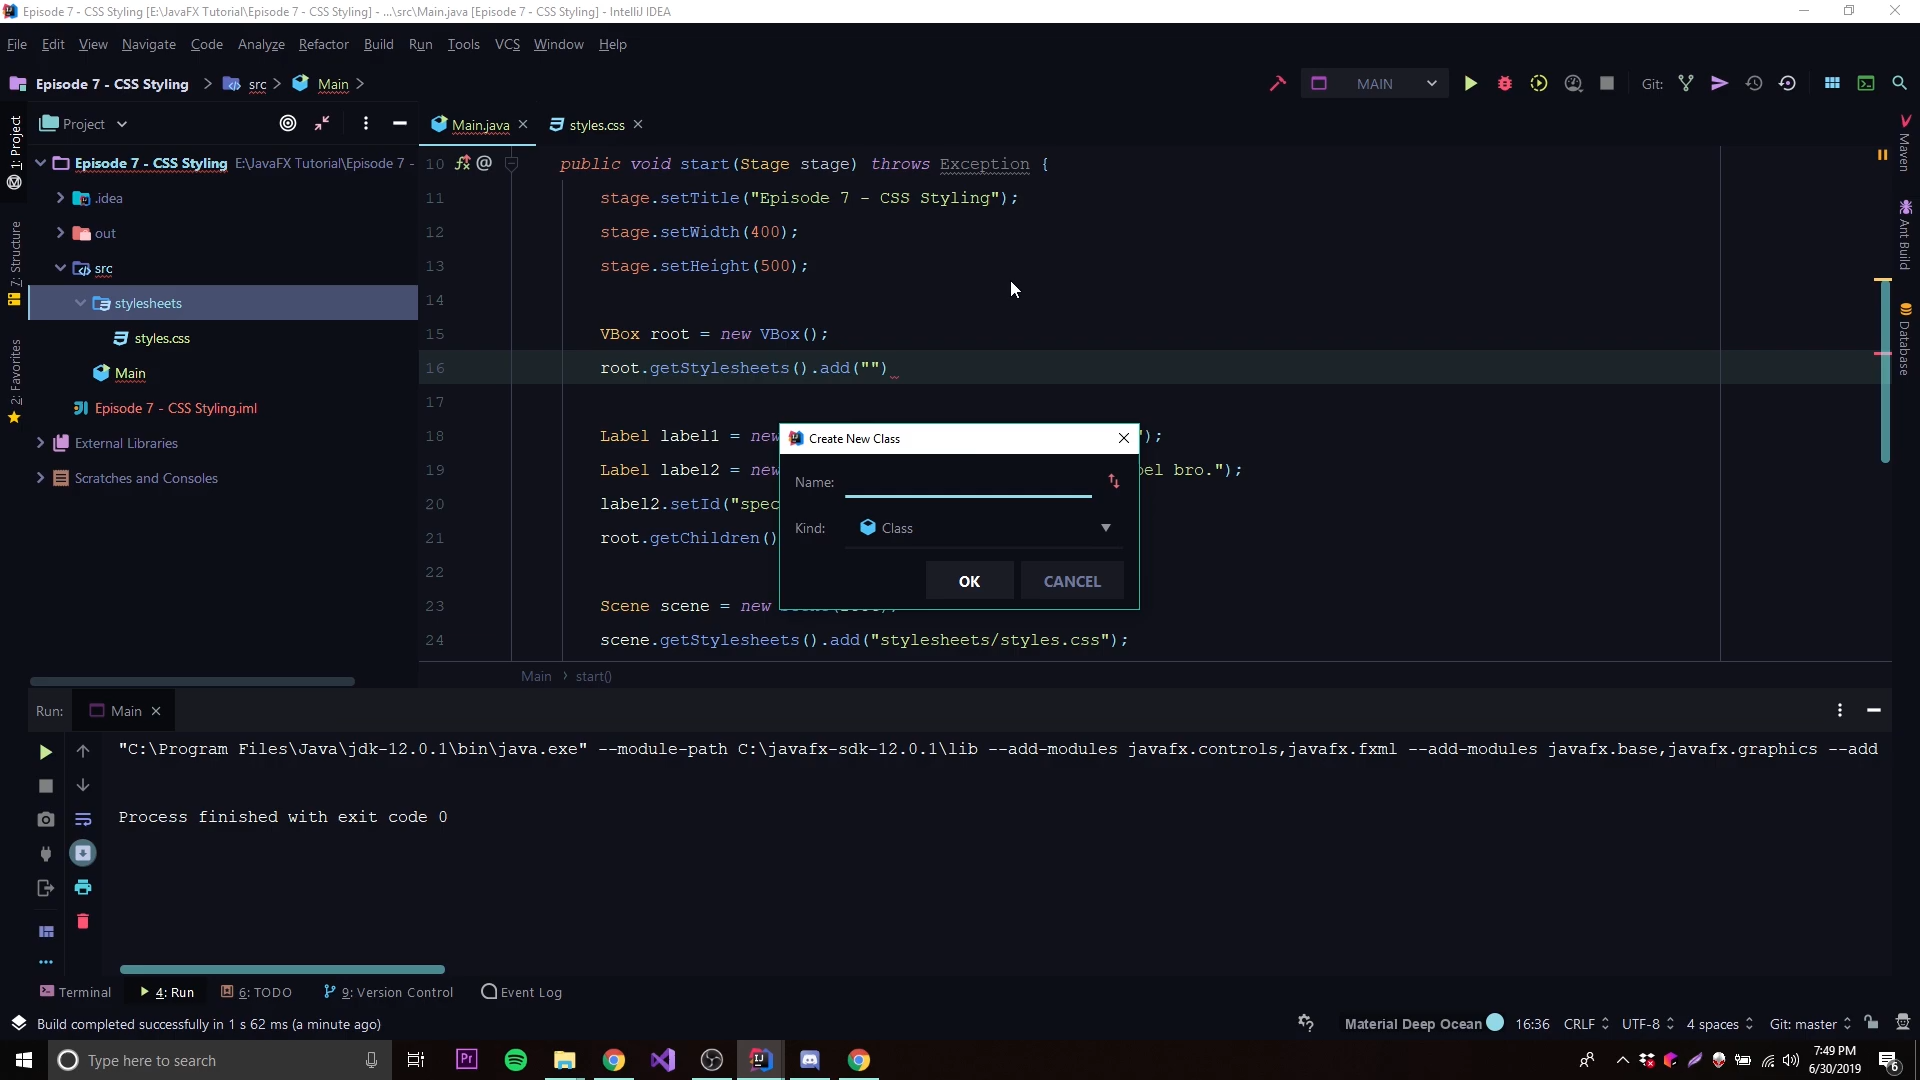 Episode 7 - CSS Styling [E:\JavaFX Tutorial\Episode 7 - CSS Styling] - ...\src\Main.java [Episode 7 - CSS Styling] - IntelliJ IDEA
File Edit View Navigate Code Analyze Refactor Build Run Tools VCS Window Help
Episode 7 - CSS Styling src Main MAIN Git:
1: Project
Project
Main.java styles.css
Episode 7 - CSS Styling E:\JavaFX Tutorial\Episode 7 -
.idea
out
src
stylesheets
styles.css
Main
Episode 7 - CSS Styling.iml
External Libraries
Scratches and Consoles
7: Structure
2: Favorites
10 public void start(Stage stage) throws Exception {
11 stage.setTitle("Episode 7 - CSS Styling");
12 stage.setWidth(400);
13 stage.setHeight(500);
14
15 VBox root = new VBox();
16 root.getStylesheets().add("")
17
18 Label label1 = new ");
19 Label label2 = new bel bro.");
20 label2.setId("spec
21 root.getChildren()
22
23 Scene scene = new
24 scene.getStylesheets().add("stylesheets/styles.css");
Main start()
Maven
Ant Build
Database
Create New Class
Name:
Kind: Class
OK CANCEL
Run: Main
"C:\Program Files\Java\jdk-12.0.1\bin\java.exe" --module-path C:\javafx-sdk-12.0.1\lib --add-modules javafx.controls,javafx.fxml --add-modules javafx.base,javafx.graphics --add
Process finished with exit code 0
Terminal 4: Run 6: TODO 9: Version Control Event Log
Build completed successfully in 1 s 62 ms (a minute ago) Material Deep Ocean 16:36 CRLF UTF-8 4 spaces Git: master
Type here to search
7:49 PM
6/30/2019
6